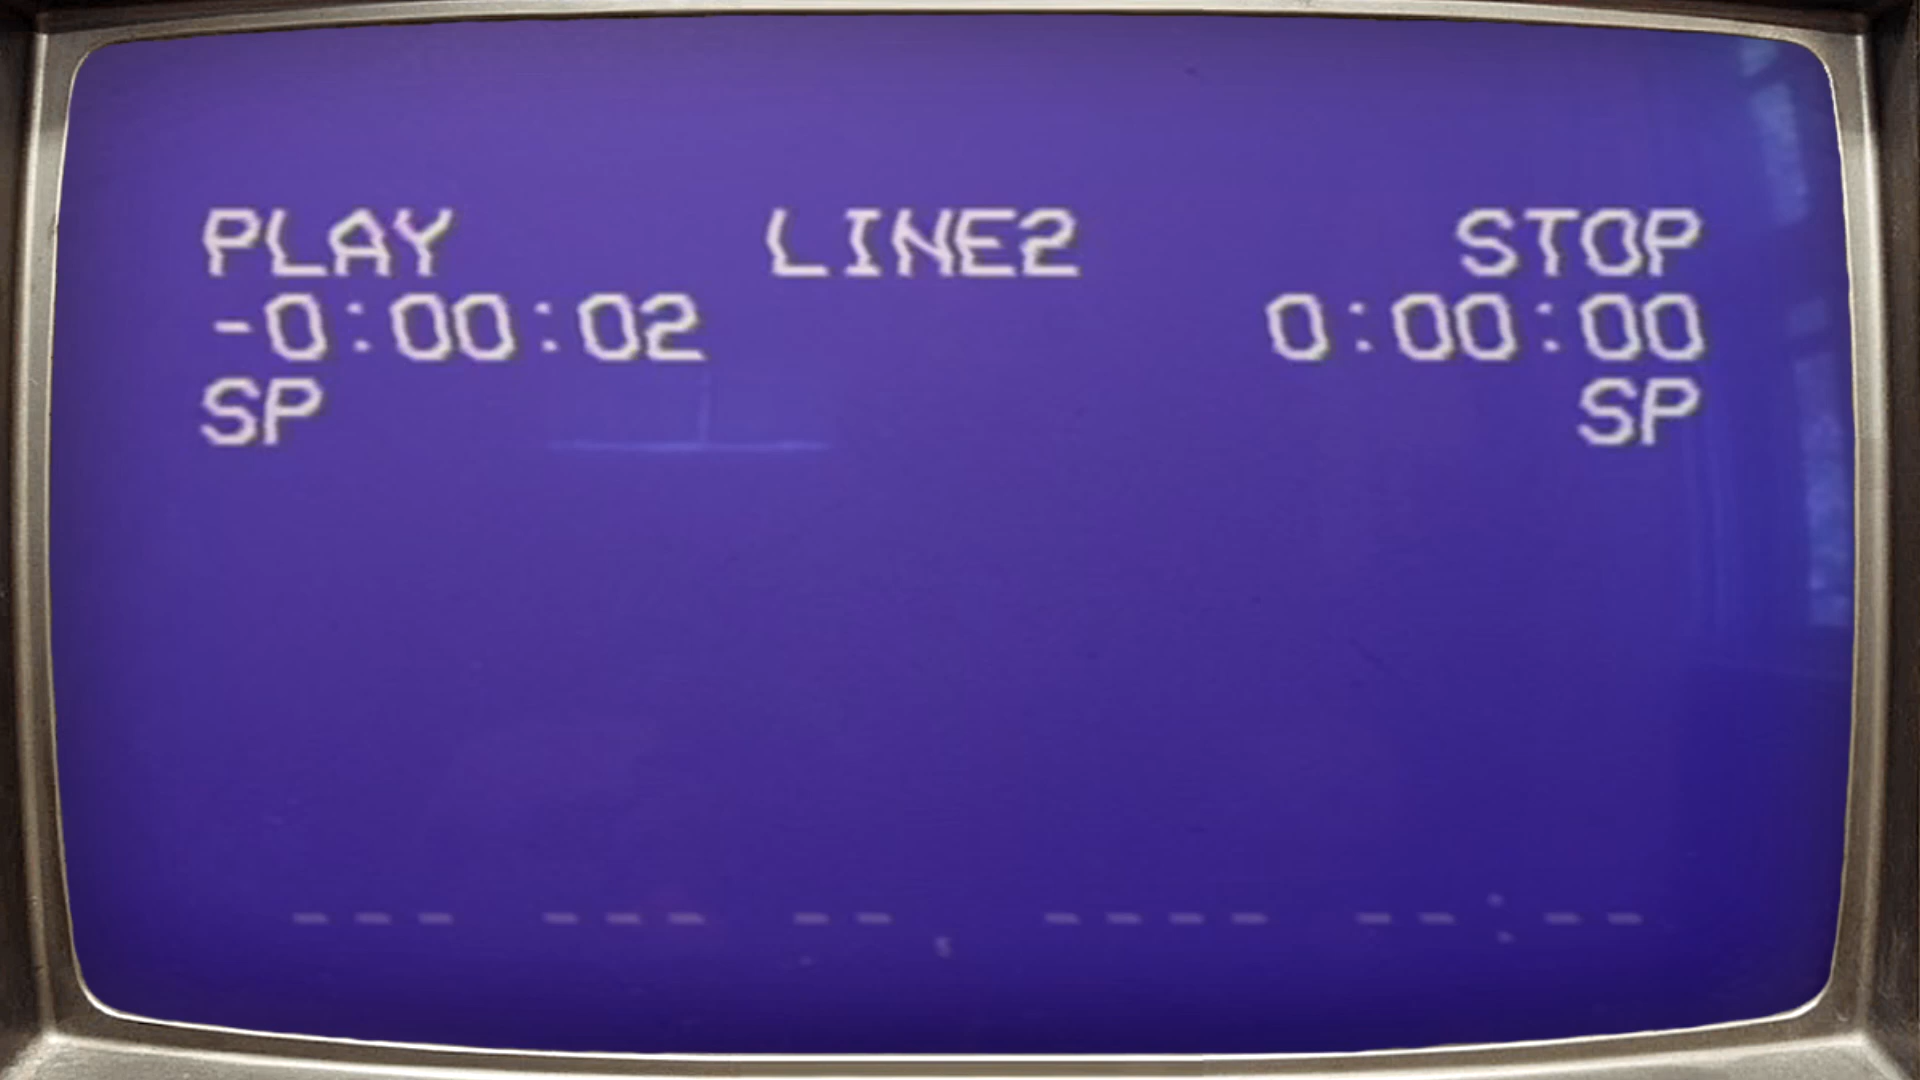 PLAY LINE2 STOP
-0:00:02 0:00:00
SP SP
--- --- --, ---- --:--